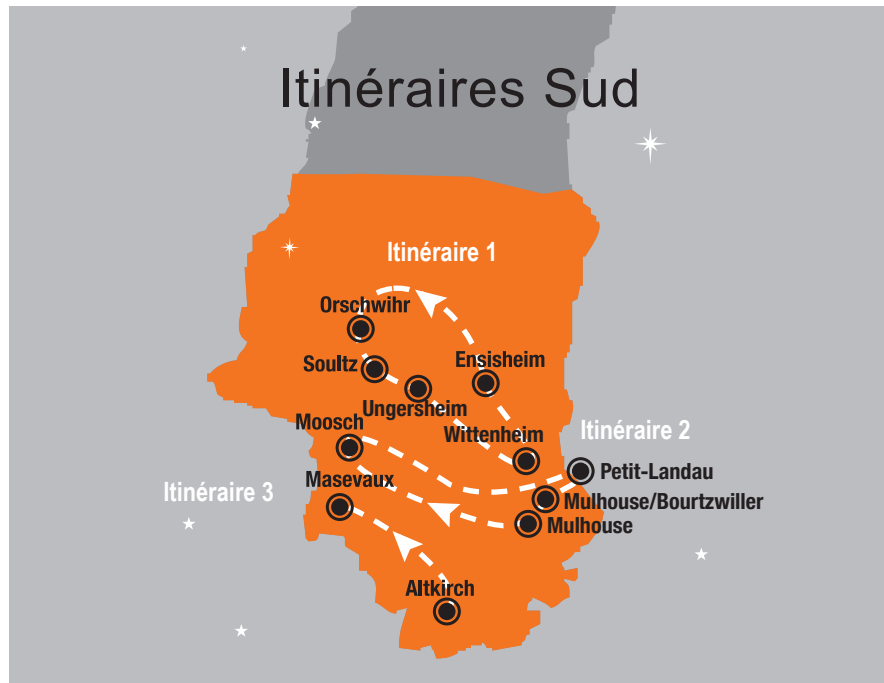 Itinéraires Sud
Itinéraire 1
Orschwihr
Soultz
Ensisheim
Ungersheim
Moosch
Wittenheim
Itinéraire 2
Petit-Landau
Masevaux
Itinéraire 3
Mulhouse/Bourtzwiller
Mulhouse
Altkirch